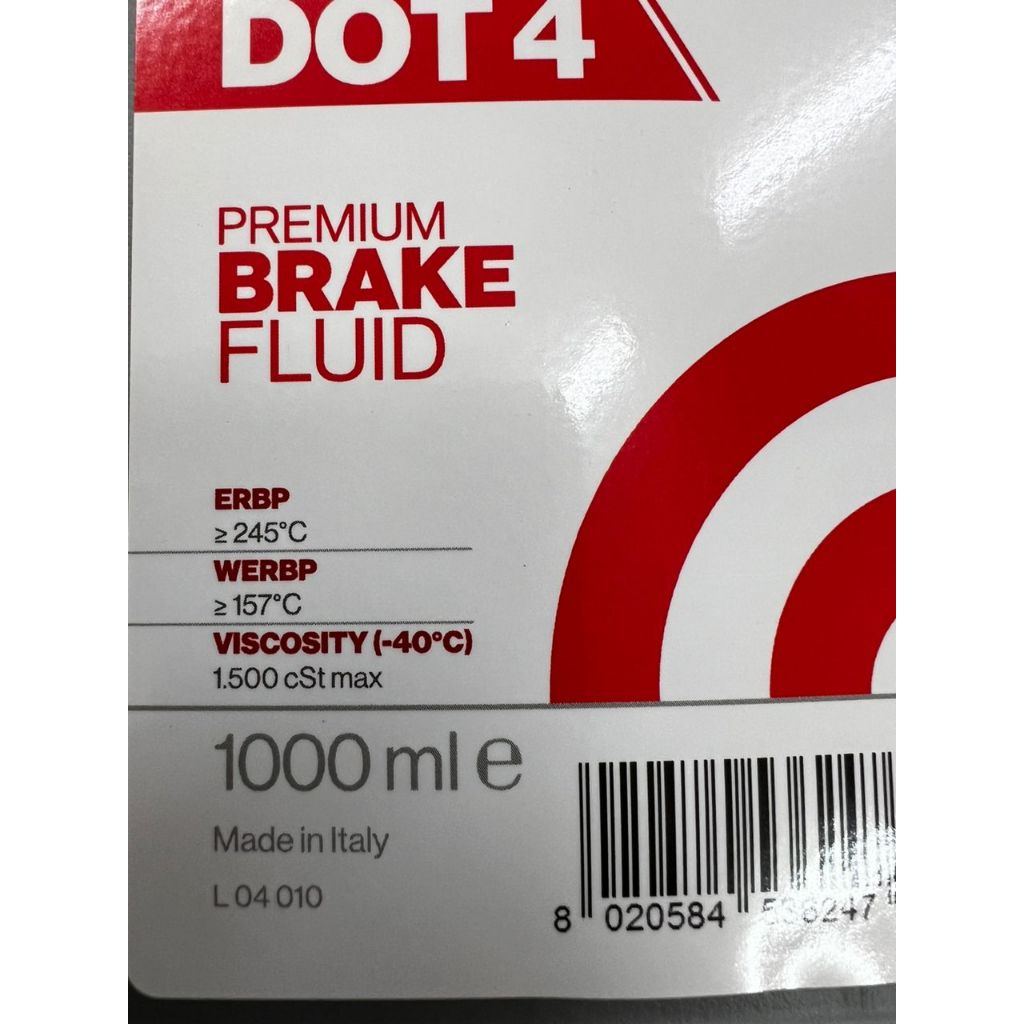 DOT 4
PREMIUM
BRAKE
FLUID
ERBP
≥ 245°C
WERBP
≥ 157°C
VISCOSITY (-40°C)
1.500 cSt max
1000 ml e
Made in Italy
L 04 010
8 020584